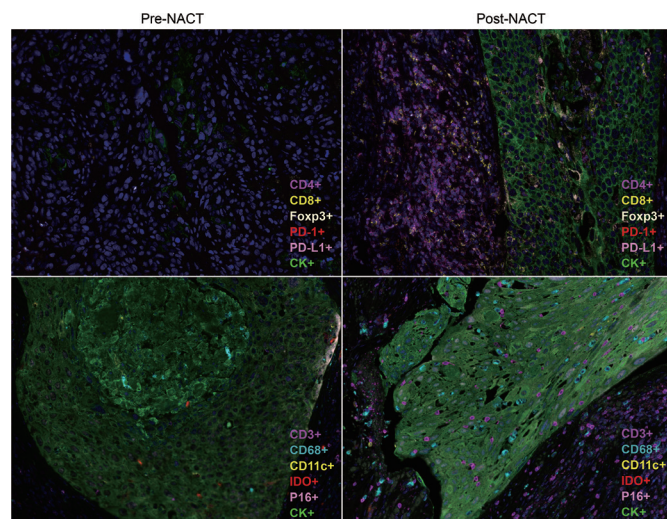 Pre-NACT
Post-NACT
CD4+
CD8+
Foxp3+
PD-1+
PD-L1+
CK+
CD4+
CD8+
Foxp3+
PD-1+
PD-L1+
CK+
CD3+
CD68+
CD11c+
IDO+
P16+
CK+
CD3+
CD68+
CD11c+
IDO+
P16+
CK+